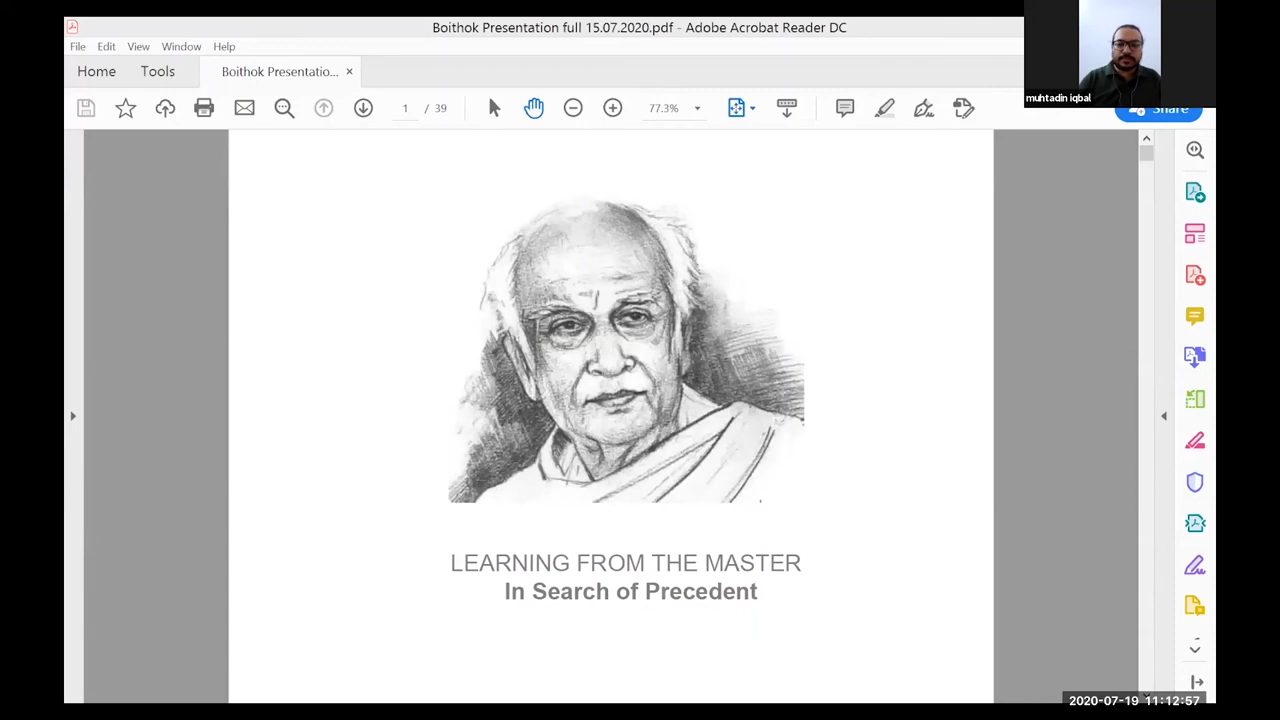 Boithok Presentation full 15.07.2020.pdf - Adobe Acrobat Reader DC
File Edit View Window Help
Home Tools Boithok Presentatio... ×
1 / 39 77.3%
muhtadin iqbal
Share
LEARNING FROM THE MASTER
In Search of Precedent
2020-07-19 11:12:57